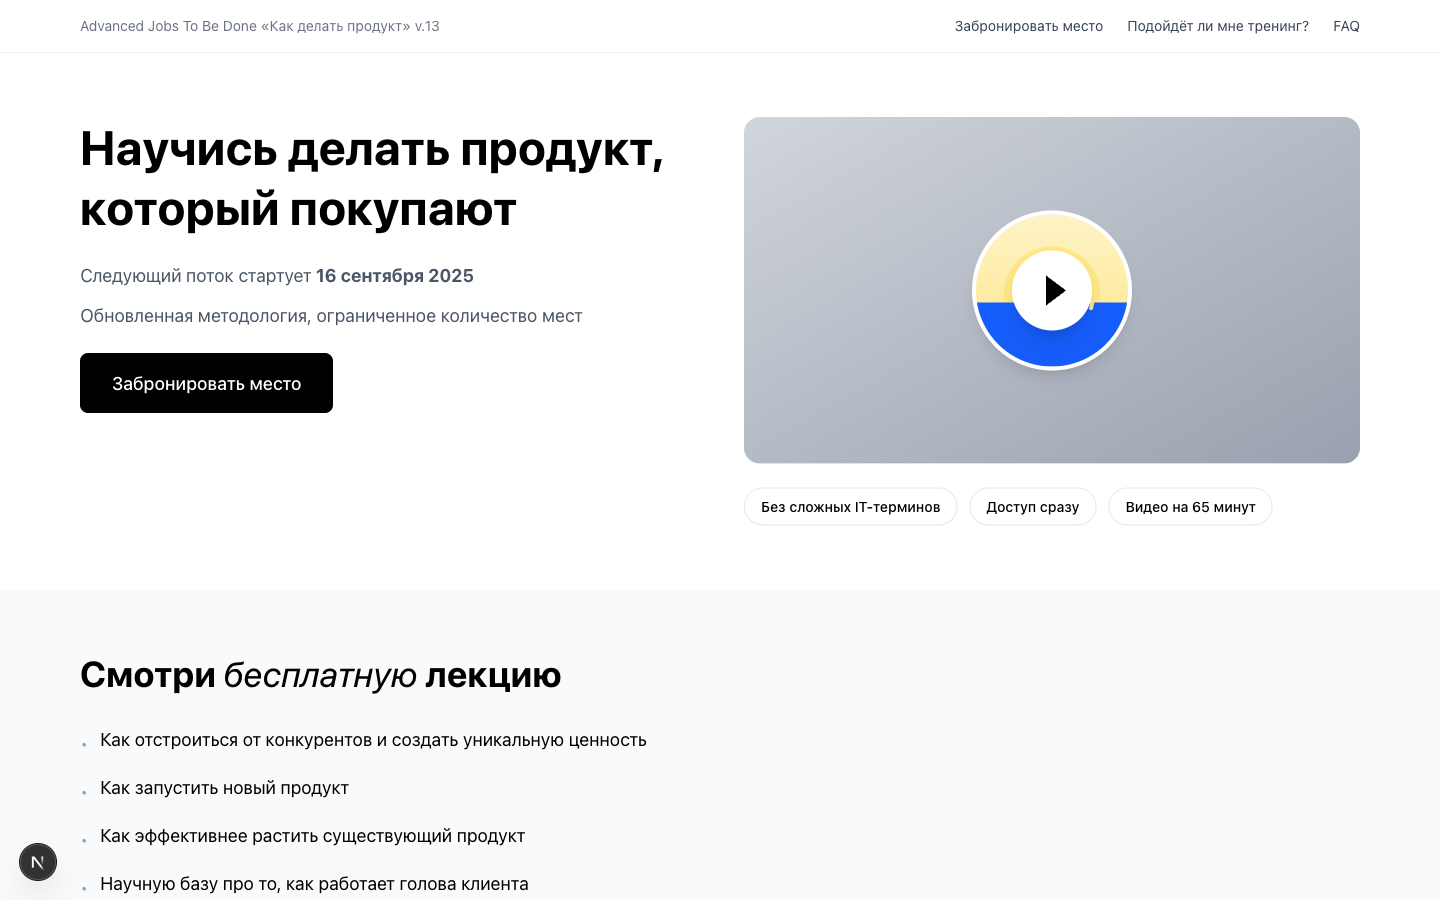 Advanced Jobs To Be Done «Как делать продукт» v.13
Забронировать место
Подойдёт ли мне тренинг?
FAQ
Научись делать продукт,
который покупают
Следующий поток стартует 16 сентября 2025
Обновленная методология, ограниченное количество мест
Забронировать место
Без сложных IT-терминов
Доступ сразу
Видео на 65 минут
Смотри бесплатную лекцию
Как отстроиться от конкурентов и создать уникальную ценность
Как запустить новый продукт
Как эффективнее растить существующий продукт
Научную базу про то, как работает голова клиента
N